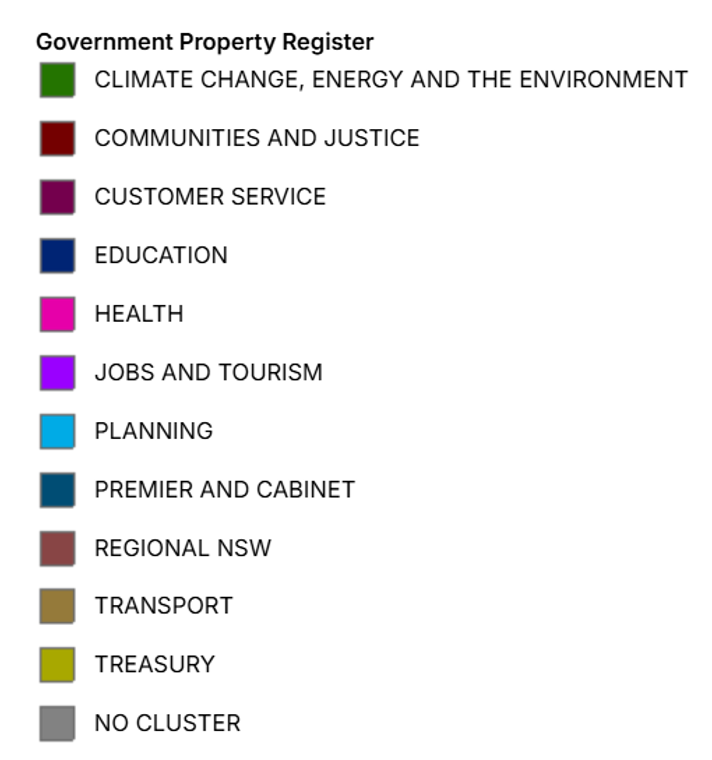 Government Property Register
CLIMATE CHANGE, ENERGY AND THE ENVIRONMENT
COMMUNITIES AND JUSTICE
CUSTOMER SERVICE
EDUCATION
HEALTH
JOBS AND TOURISM
PLANNING
PREMIER AND CABINET
REGIONAL NSW
TRANSPORT
TREASURY
NO CLUSTER